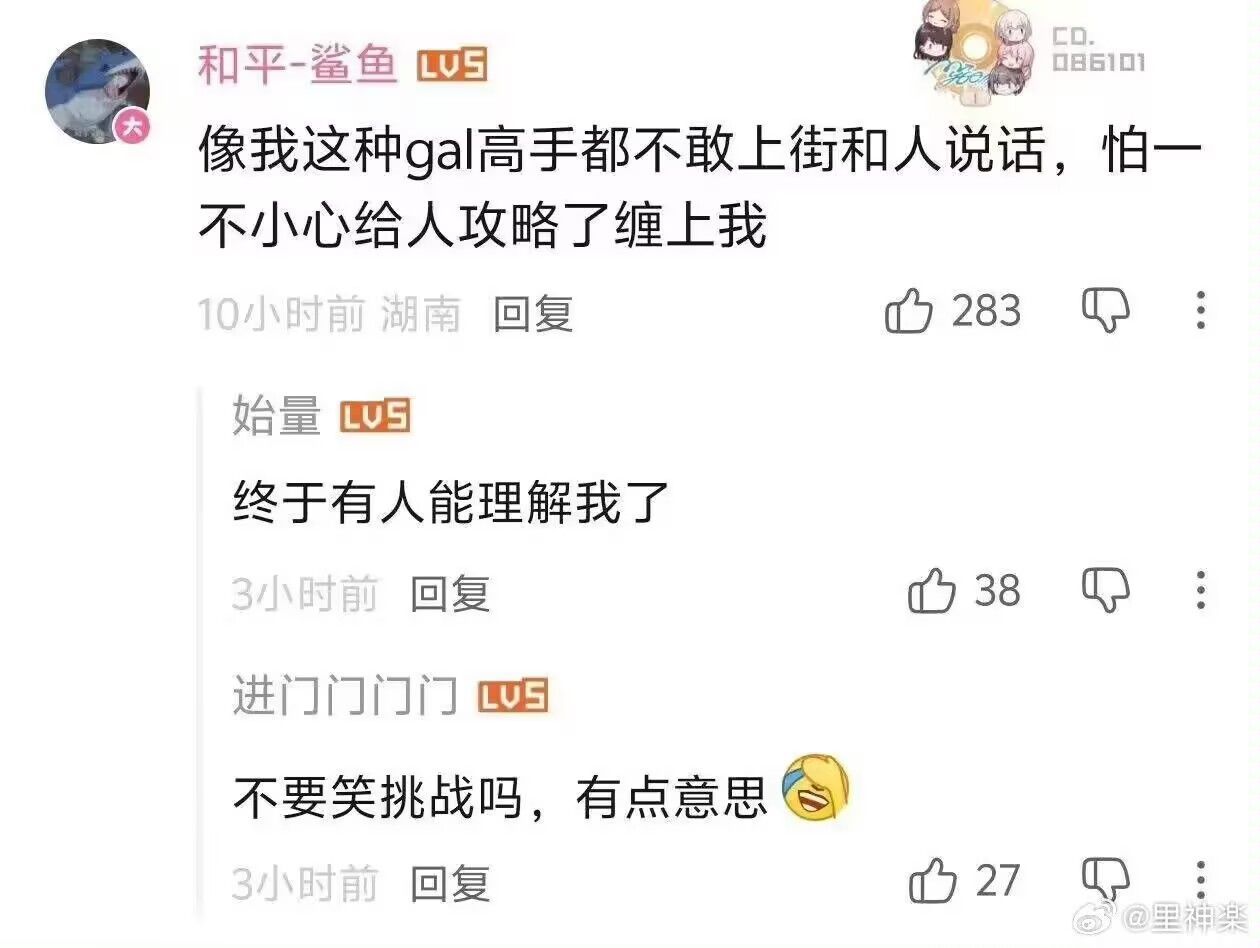 和平-鲨鱼 LV5
CD.
086101
大
像我这种gal高手都不敢上街和人说话，怕一
不小心给人攻略了缠上我
10小时前 湖南 回复 283
始量 LV5
终于有人能理解我了
3小时前 回复 38
进门门门门 LV5
不要笑挑战吗，有点意思
3小时前 回复 27
@里神楽